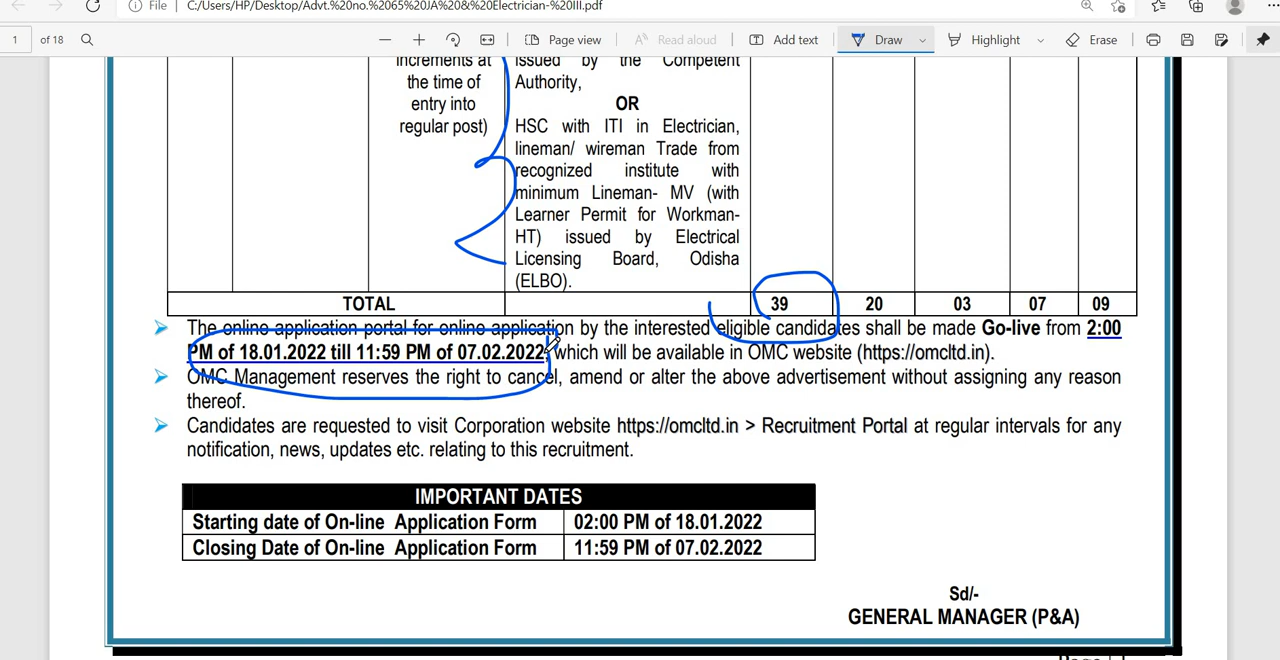 File C:/Users/HP/Desktop/Advt.%20no.%2065%20JA%20&%20Electrician-%20III.pdf
1 of 18 Page view Read aloud Add text Draw Highlight Erase
increments at
the time of
entry into
regular post)
issued by the Competent
Authority,
OR
HSC with ITI in Electrician,
lineman/ wireman Trade from
recognized institute with
minimum Lineman- MV (with
Learner Permit for Workman-
HT) issued by Electrical
Licensing Board, Odisha
(ELBO).
TOTAL 39 20 03 07 09
The online application portal for online application by the interested eligible candidates shall be made Go-live from 2:00
PM of 18.01.2022 till 11:59 PM of 07.02.2022, which will be available in OMC website (https://omcltd.in).
OMC Management reserves the right to cancel, amend or alter the above advertisement without assigning any reason
thereof.
Candidates are requested to visit Corporation website https://omcltd.in > Recruitment Portal at regular intervals for any
notification, news, updates etc. relating to this recruitment.
IMPORTANT DATES
Starting date of On-line Application Form 02:00 PM of 18.01.2022
Closing Date of On-line Application Form 11:59 PM of 07.02.2022
Sd/-
GENERAL MANAGER (P&A)